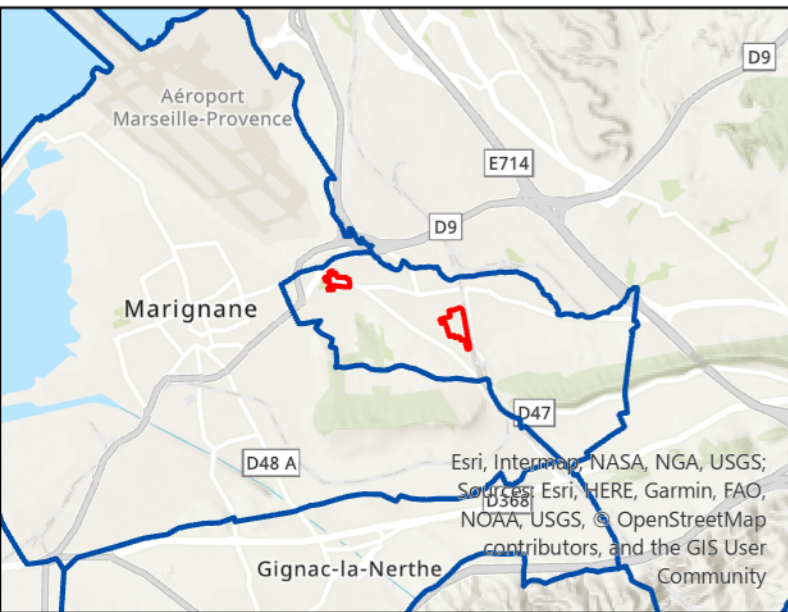 D9
Aéroport
Marseille-Provence
E714
D9
Marignane
D47
D48 A
Esri, Intermap, NASA, NGA, USGS;
Sources: Esri, HERE, Garmin, FAO,
D368
NOAA, USGS, © OpenStreetMap
contributors, and the GIS User
Gignac-la-Nerthe
Community